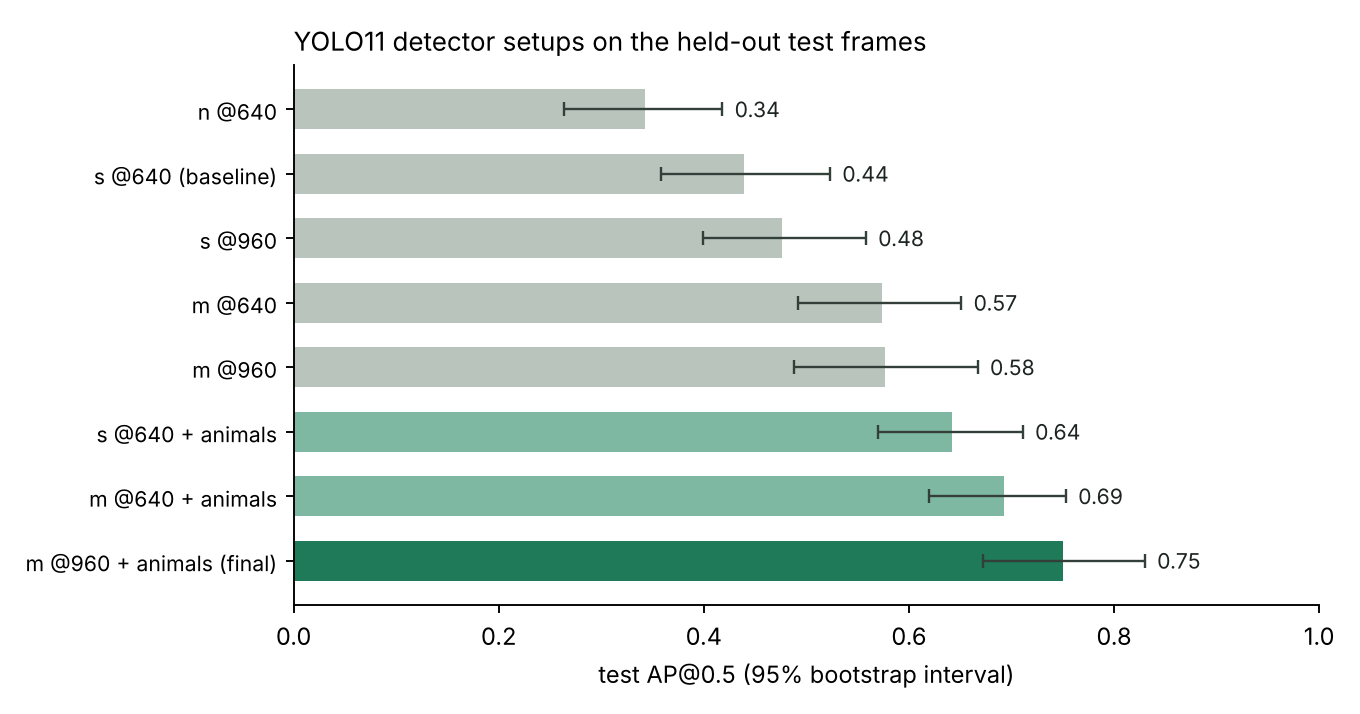 YOLO11 detector setups on the held-out test frames
n @640
0.34
s @640 (baseline)
0.44
s @960
0.48
m @640
0.57
m @960
0.58
s @640 + animals
0.64
m @640 + animals
0.69
m @960 + animals (final)
0.75
0.0 0.2 0.4 0.6 0.8 1.0
test AP@0.5 (95% bootstrap interval)